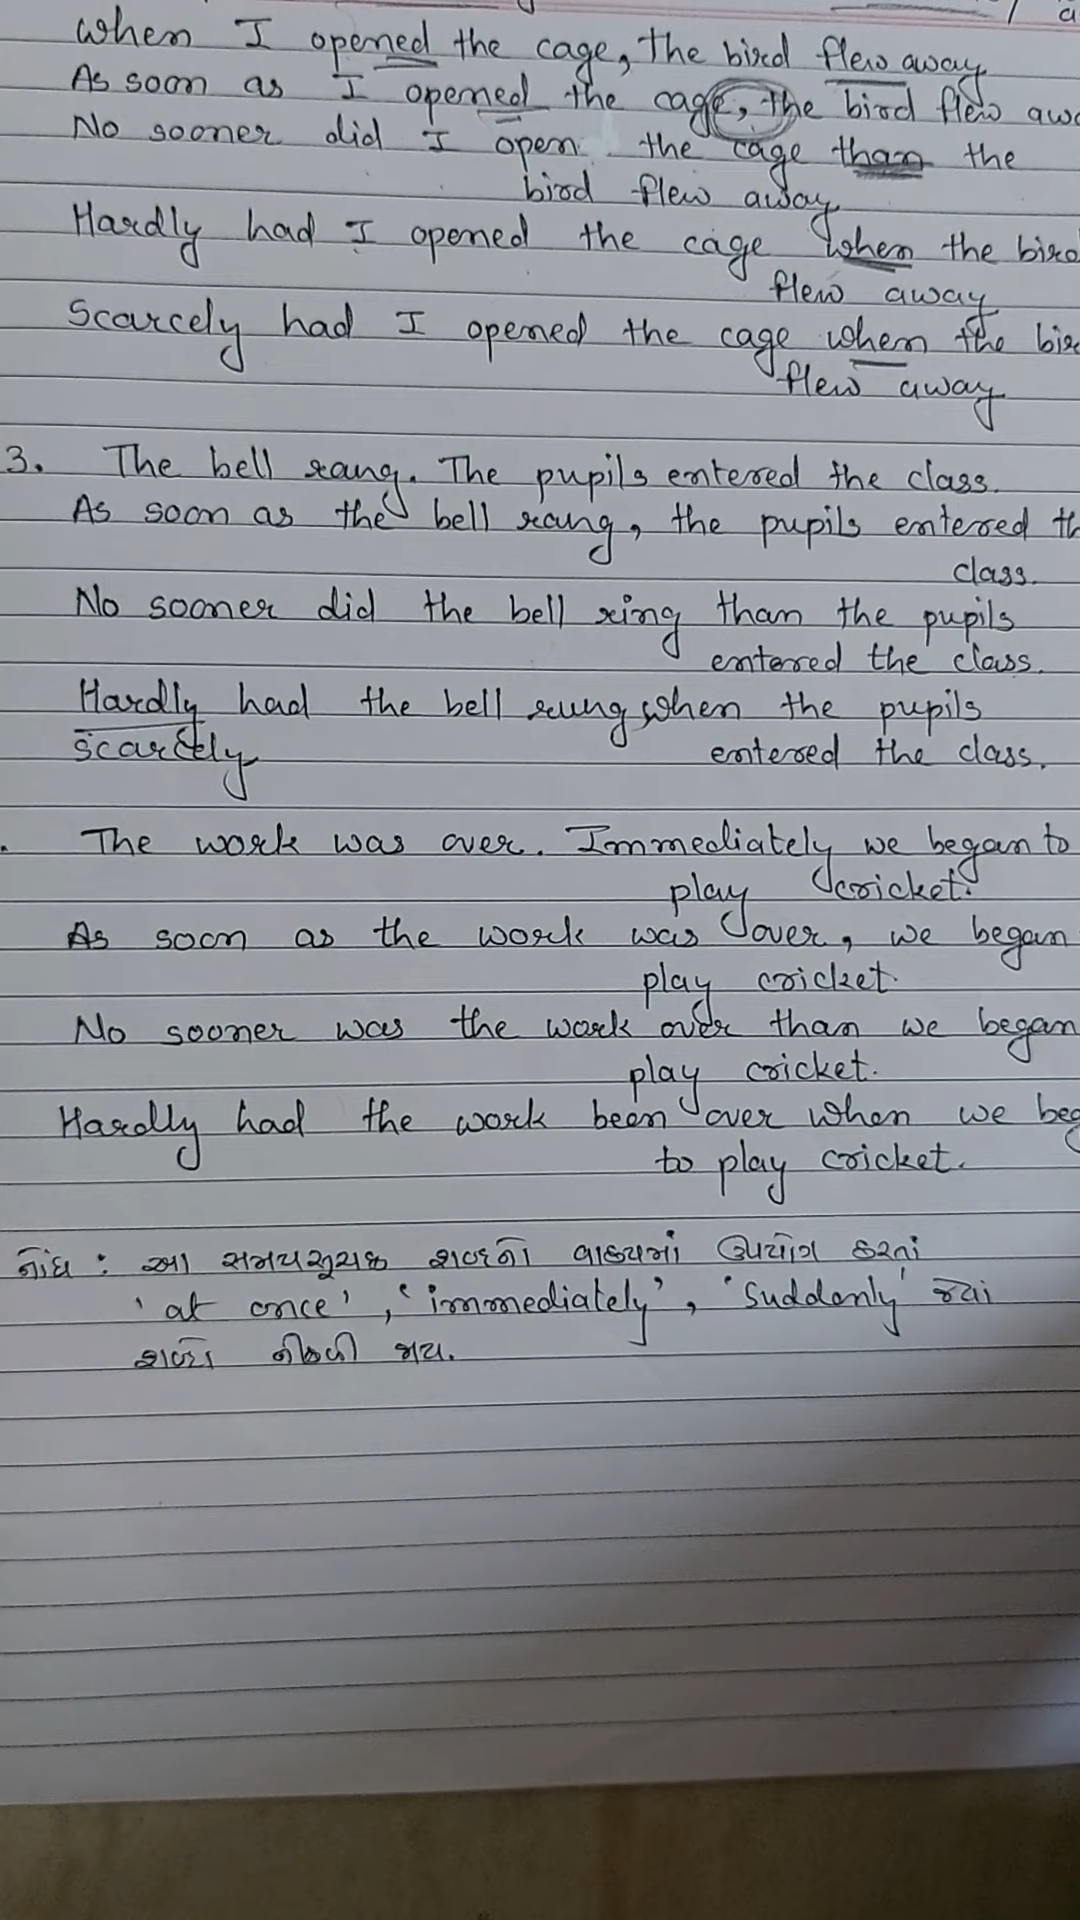 When I opened the cage, the bird flew away
As soon as I opened the cage, the bird flew
No sooner did I open the cage than the
bird flew away
Hardly had I opened the cage when the bird
flew away
Scarcely had I opened the cage when the
flew away
3. The bell rang. The pupils entered the class.
As soon as the bell rang, the pupils entered
class.
No sooner did the bell ring than the pupils
entered the class.
Hardly had the bell rung when the pupils
Scarcely entered the class.
The work was over. Immediately we began to
play cricket.
As soon as the work was over, we began
play cricket.
No sooner was the work over than we began
play cricket.
Hardly had the work been over when we
to play cricket.
નોંધ : આ સમયસૂચક શબ્દનો વાક્યમાં ઉપયોગ કરતાં
'at once', 'immediately', 'suddenly' જેવાં
શબ્દો નીકળી જાય.